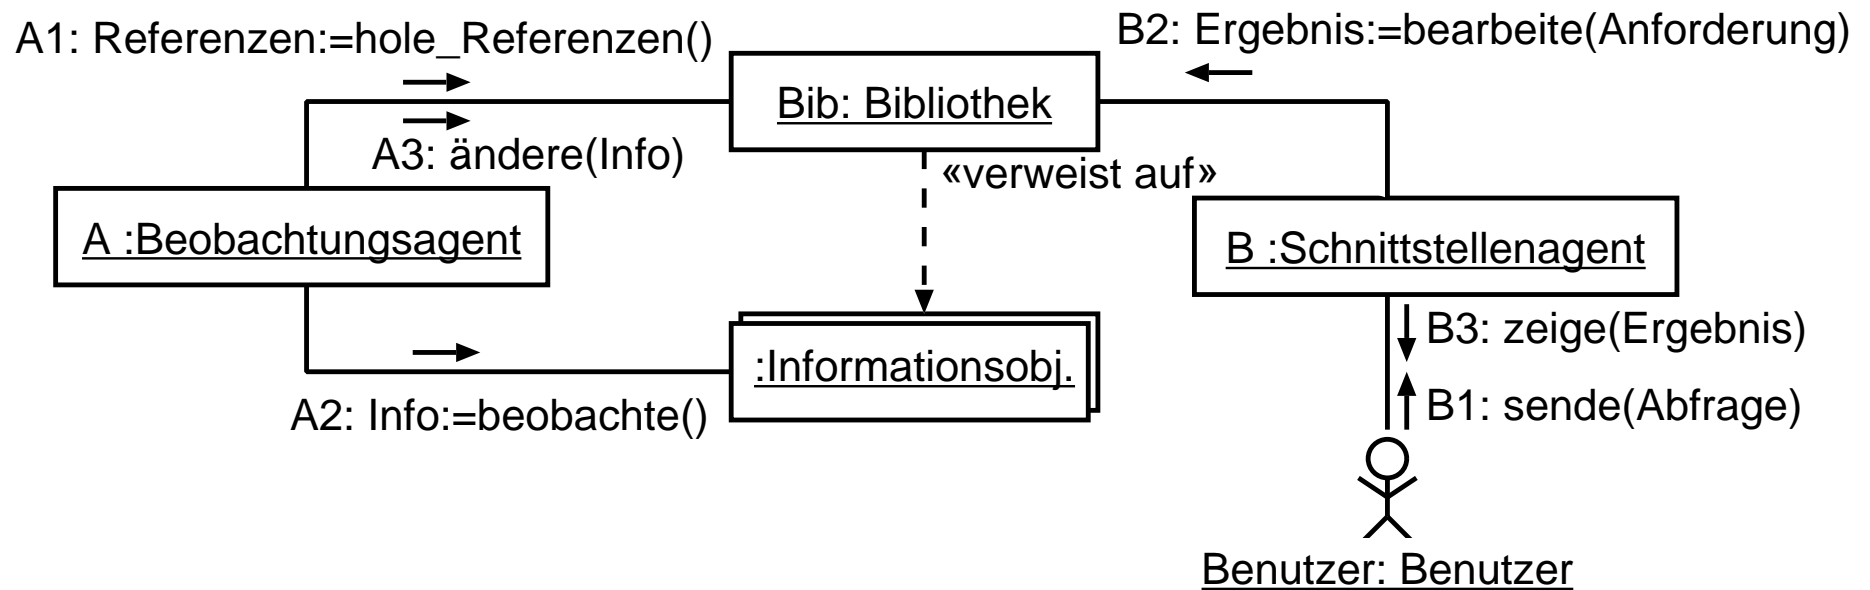 A1: Referenzen:=hole_Referenzen()
B2: Ergebnis:=bearbeite(Anforderung)
Bib: Bibliothek
A3: ändere(Info)
«verweist auf»
A :Beobachtungsagent
B :Schnittstellenagent
B3: zeige(Ergebnis)
:Informationsobj.
A2: Info:=beobachte()
B1: sende(Abfrage)
Benutzer: Benutzer